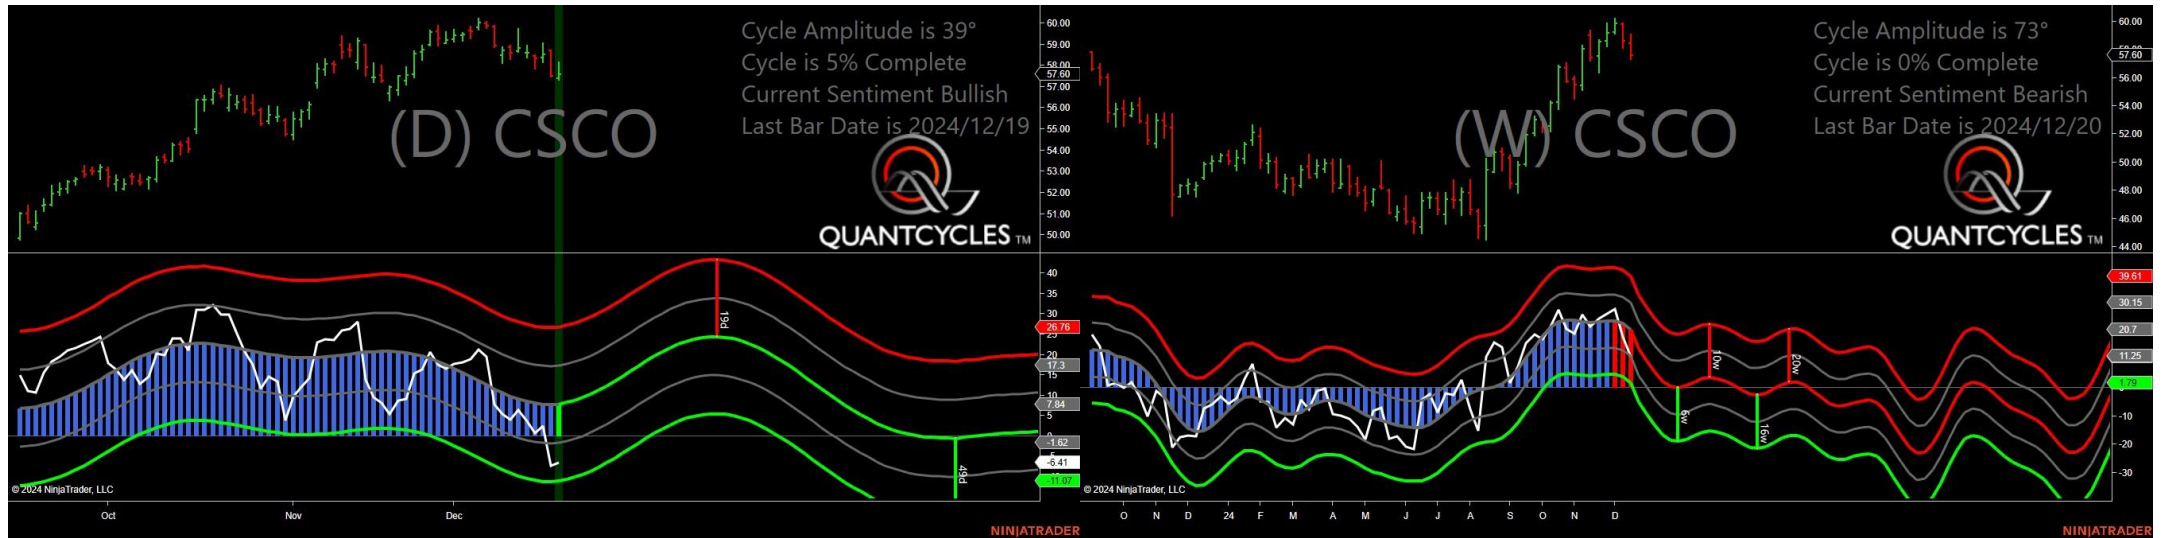 Cycle Amplitude is 39°
Cycle is 5% Complete
Current Sentiment Bullish
Last Bar Date is 2024/12/19
(D) CSCO
QUANTCYCLES TM
60.00
59.00
58.00
57.60
57.00
56.00
55.00
54.00
53.00
52.00
51.00
50.00
40
35
30
26.76
20
17.3
15
10
7.84
5
-1.62
-6.41
-11.07
19d
49d
© 2024 NinjaTrader, LLC
Oct Nov Dec
NINJATRADER
Cycle Amplitude is 73°
Cycle is 0% Complete
Current Sentiment Bearish
Last Bar Date is 2024/12/20
(W) CSCO
QUANTCYCLES TM
60.00
58.00
57.60
56.00
54.00
52.00
50.00
48.00
46.00
44.00
39.61
30.15
20.7
11.25
1.79
-10
-20
-30
10w
20w
6w
16w
© 2024 NinjaTrader, LLC
O N D 24 F M A M J J A S O N D
NINJATRADER